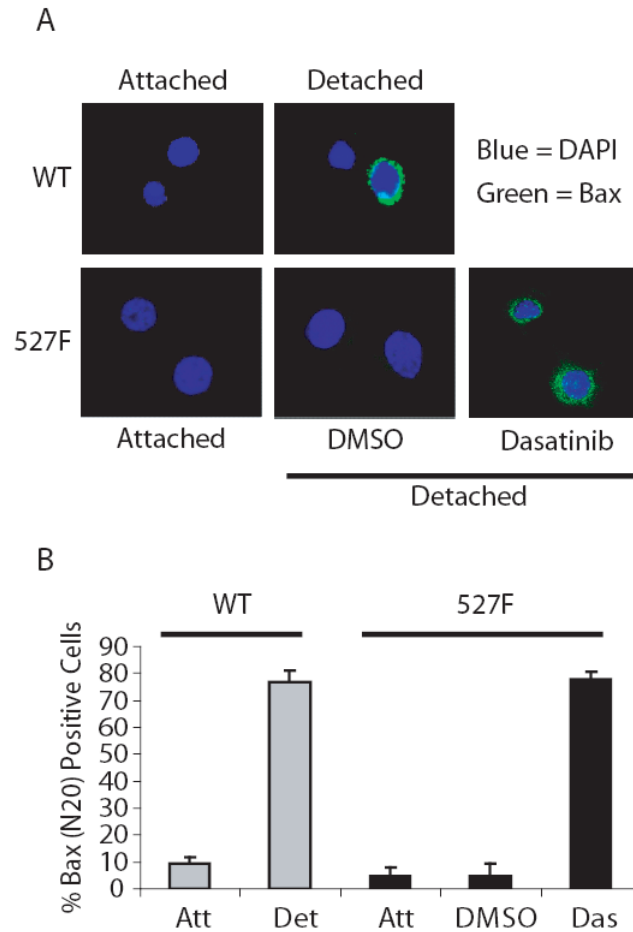 A
Attached Detached
WT
Blue = DAPI
Green = Bax
527F
Attached DMSO Dasatinib
Detached
B
WT 527F
% Bax (N20) Positive Cells
90
80
70
60
50
40
30
20
10
0
Att Det Att DMSO Das